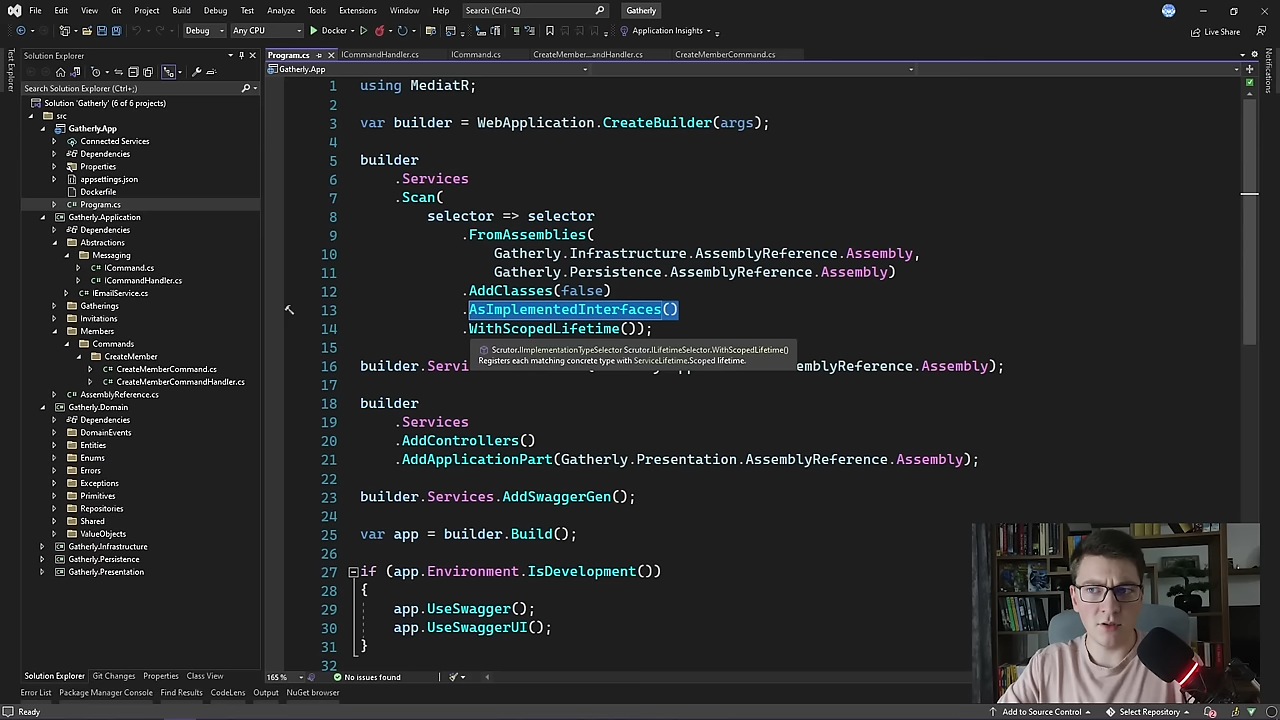 File Edit View Git Project Build Debug Test Analyze Tools Extensions Window Help Search (Ctrl+Q) Gatherly
Debug Any CPU Docker Application Insights Live Share
Test Explorer
Solution Explorer
Search Solution Explorer (Ctrl+;)
Solution 'Gatherly' (6 of 6 projects)
src
Gatherly.App
Connected Services
Dependencies
Properties
appsettings.json
Dockerfile
C# Program.cs
Gatherly.Application
Dependencies
Abstractions
Messaging
C# ICommand.cs
C# ICommandHandler.cs
C# IEmailService.cs
Gatherings
Invitations
Members
Commands
CreateMember
C# CreateMemberCommand.cs
C# CreateMemberCommandHandler.cs
C# AssemblyReference.cs
Gatherly.Domain
Dependencies
DomainEvents
Entities
Enums
Errors
Exceptions
Primitives
Repositories
Shared
ValueObjects
Gatherly.Infrastructure
Gatherly.Persistence
Gatherly.Presentation
Solution Explorer Git Changes Properties Class View
Program.cs ICommandHandler.cs ICommand.cs CreateMember...andHandler.cs CreateMemberCommand.cs
Gatherly.App
1 using MediatR;
2
3 var builder = WebApplication.CreateBuilder(args);
4
5 builder
6 .Services
7 .Scan(
8 selector => selector
9 .FromAssemblies(
10 Gatherly.Infrastructure.AssemblyReference.Assembly,
11 Gatherly.Persistence.AssemblyReference.Assembly)
12 .AddClasses(false)
13 .AsImplementedInterfaces()
14 .WithScopedLifetime());
15
Scrutor.IImplementationTypeSelector Scrutor.ILifetimeSelector.WithScopedLifetime()
Registers each matching concrete type with ServiceLifetime.Scoped lifetime.
16 builder.Servi emblyReference.Assembly);
17
18 builder
19 .Services
20 .AddControllers()
21 .AddApplicationPart(Gatherly.Presentation.AssemblyReference.Assembly);
22
23 builder.Services.AddSwaggerGen();
24
25 var app = builder.Build();
26
27 if (app.Environment.IsDevelopment())
28 {
29 app.UseSwagger();
30 app.UseSwaggerUI();
31 }
32
165 % No issues found
Notifications
Error List Package Manager Console Find Results CodeLens Output NuGet browser
Ready Add to Source Control Select Repository 2